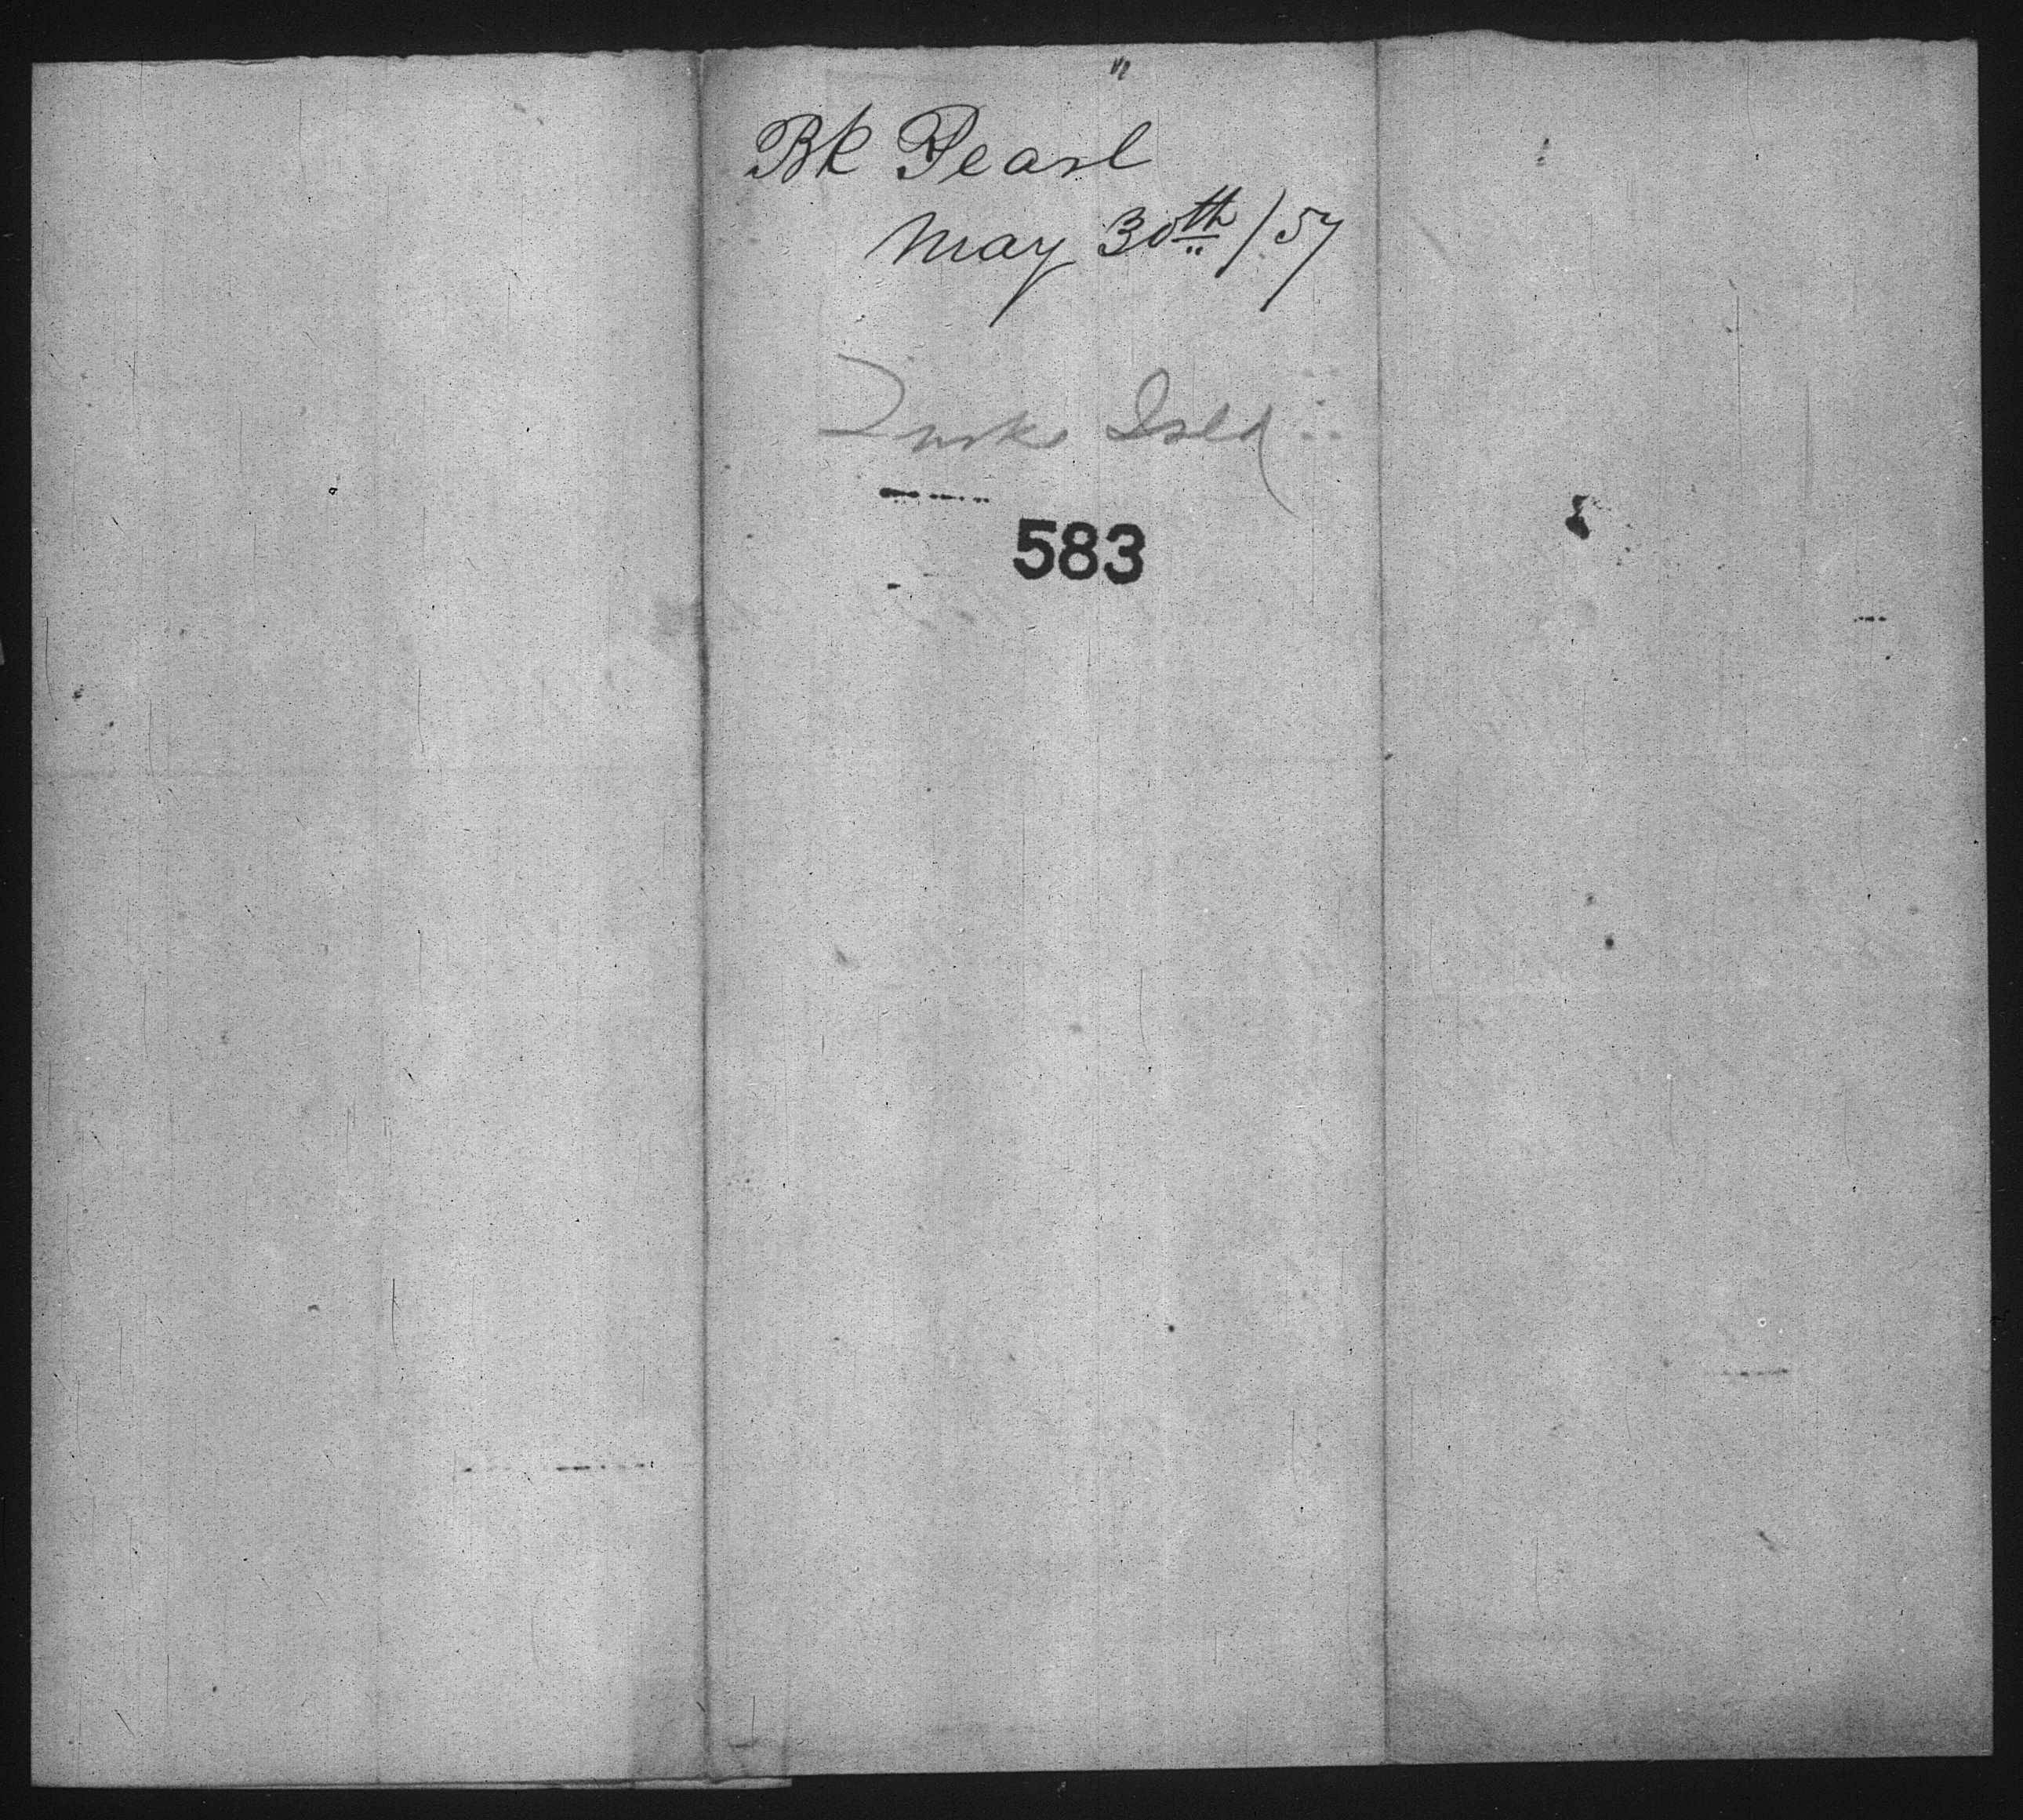 Bk Pearl
May 30th / 57
Turks Isld
583